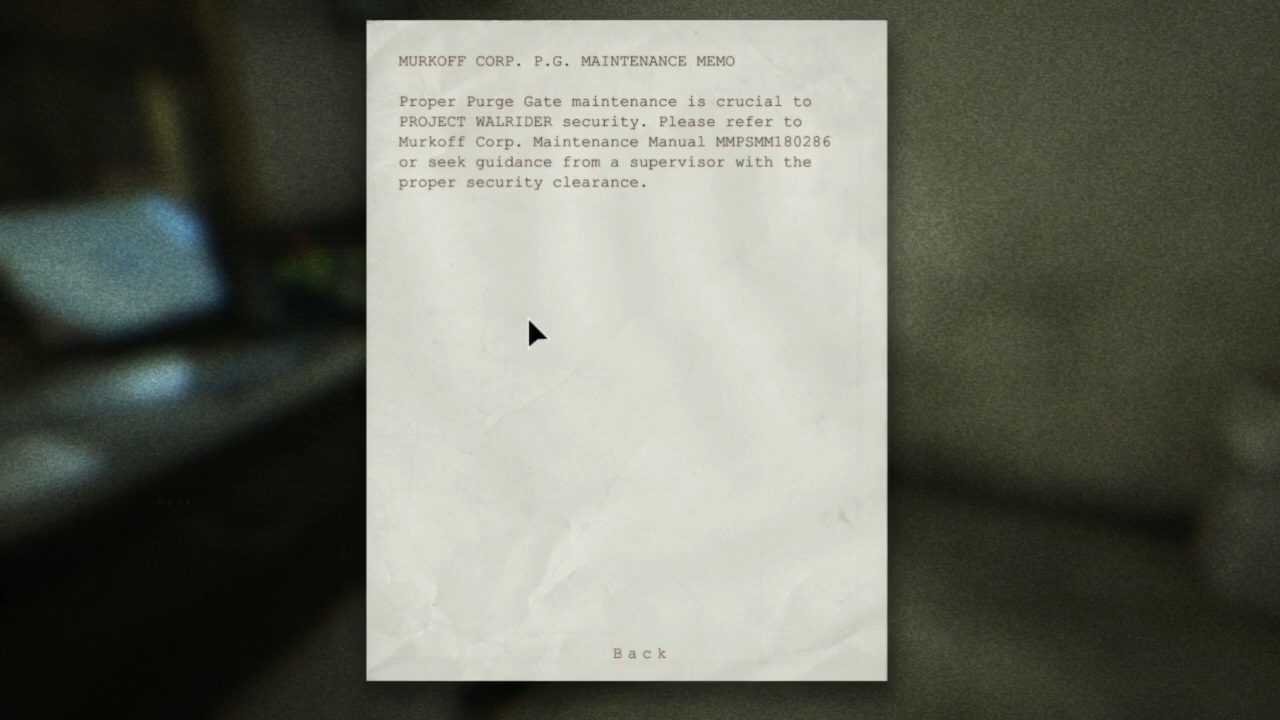 MURKOFF CORP. P.G. MAINTENANCE MEMO
Proper Purge Gate maintenance is crucial to
PROJECT WALRIDER security. Please refer to
Murkoff Corp. Maintenance Manual MMPSMM180286
or seek guidance from a supervisor with the
proper security clearance.
Back